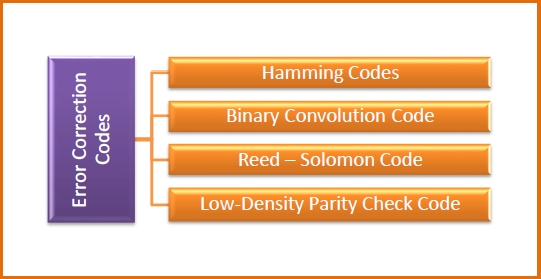 Error Correction
Codes
Hamming Codes
Binary Convolution Code
Reed – Solomon Code
Low-Density Parity Check Code